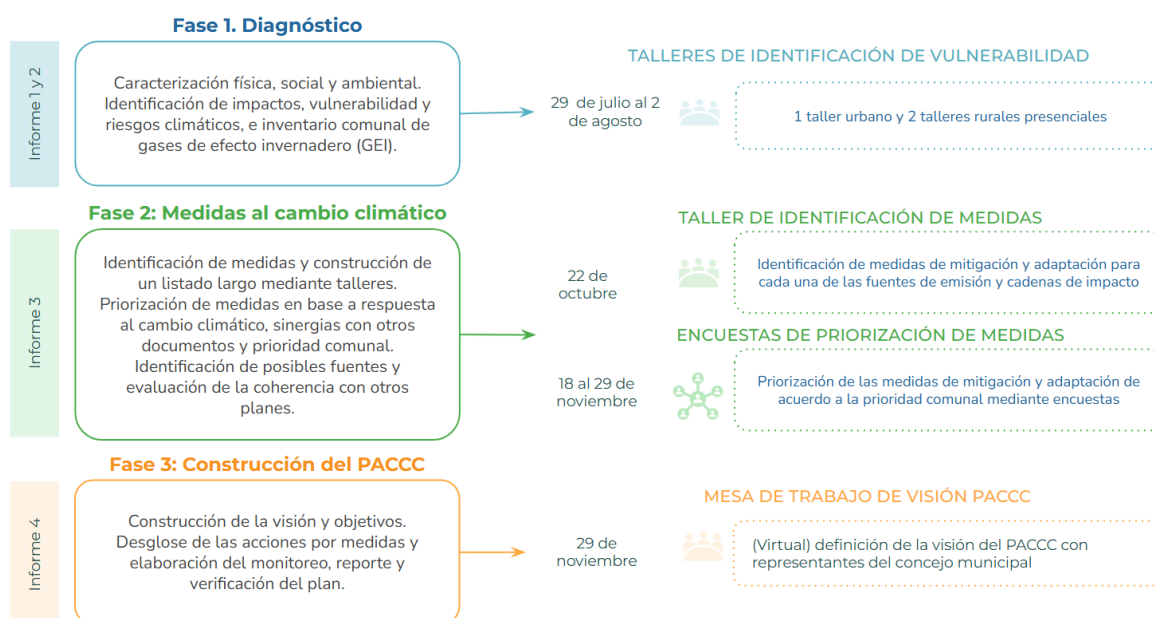 Fase 1. Diagnóstico
Informe 1 y 2
Caracterización física, social y ambiental.
Identificación de impactos, vulnerabilidad y
riesgos climáticos, e inventario comunal de
gases de efecto invernadero (GEI).
29 de julio al 2
de agosto
TALLERES DE IDENTIFICACIÓN DE VULNERABILIDAD
1 taller urbano y 2 talleres rurales presenciales
Fase 2: Medidas al cambio climático
Informe 3
Identificación de medidas y construcción de
un listado largo mediante talleres.
Priorización de medidas en base a respuesta
al cambio climático, sinergias con otros
documentos y prioridad comunal.
Identificación de posibles fuentes y
evaluación de la coherencia con otros
planes.
22 de
octubre
TALLER DE IDENTIFICACIÓN DE MEDIDAS
Identificación de medidas de mitigación y adaptación para
cada una de las fuentes de emisión y cadenas de impacto
18 al 29 de
noviembre
ENCUESTAS DE PRIORIZACIÓN DE MEDIDAS
Priorización de las medidas de mitigación y adaptación de
acuerdo a la prioridad comunal mediante encuestas
Fase 3: Construcción del PACCC
Informe 4
Construcción de la visión y objetivos.
Desglose de las acciones por medidas y
elaboración del monitoreo, reporte y
verificación del plan.
29 de
noviembre
MESA DE TRABAJO DE VISIÓN PACCC
(Virtual) definición de la visión del PACCC con
representantes del concejo municipal